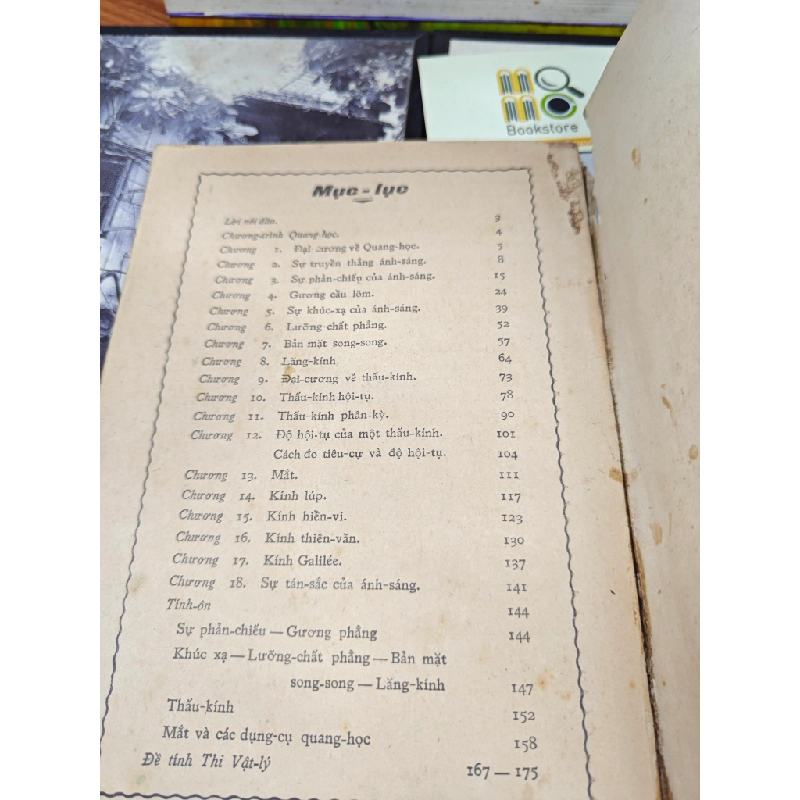 Bookstore
Mục-lục
Lời nói đầu. 2
Chương-trình Quang-học. 4
Chương 1. Đại cương về Quang-học. 5
Chương 2. Sự truyền thẳng ánh-sáng. 8
Chương 3. Sự phản-chiếu của ánh-sáng. 15
Chương 4. Gương cầu lõm. 24
Chương 5. Sự khúc-xạ của ánh-sáng. 39
Chương 6. Lưỡng-chất phẳng. 52
Chương 7. Bản mặt song-song. 57
Chương 8. Lăng-kính 64
Chương 9. Đại-cương về thấu-kính. 73
Chương 10. Thấu-kính hội-tụ. 78
Chương 11. Thấu-kính phân-kỳ. 90
Chương 12. Độ hội-tụ của một thấu-kính. 101
Cách đo tiêu-cự và độ hội-tụ. 104
Chương 13. Mắt. 111
Chương 14. Kính lúp. 117
Chương 15. Kính hiển-vi. 123
Chương 16. Kính thiên-văn. 130
Chương 17. Kính Galilée. 137
Chương 18. Sự tán-sắc của ánh-sáng. 141
Tính-ôn 144
Sự phản-chiếu — Gương phẳng 144
Khúc xạ — Lưỡng-chất phẳng — Bản mặt
song-song — Lăng-kính 147
Thấu-kính 152
Mắt và các dụng-cụ quang-học 158
Đề tính Thi Vật-lý 167 — 175